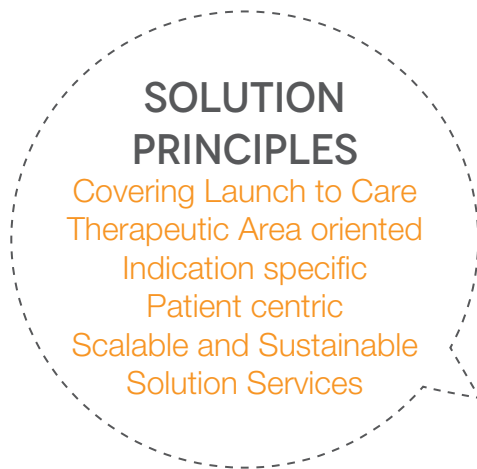 SOLUTION
PRINCIPLES
Covering Launch to Care
Therapeutic Area oriented
Indication specific
Patient centric
Scalable and Sustainable
Solution Services